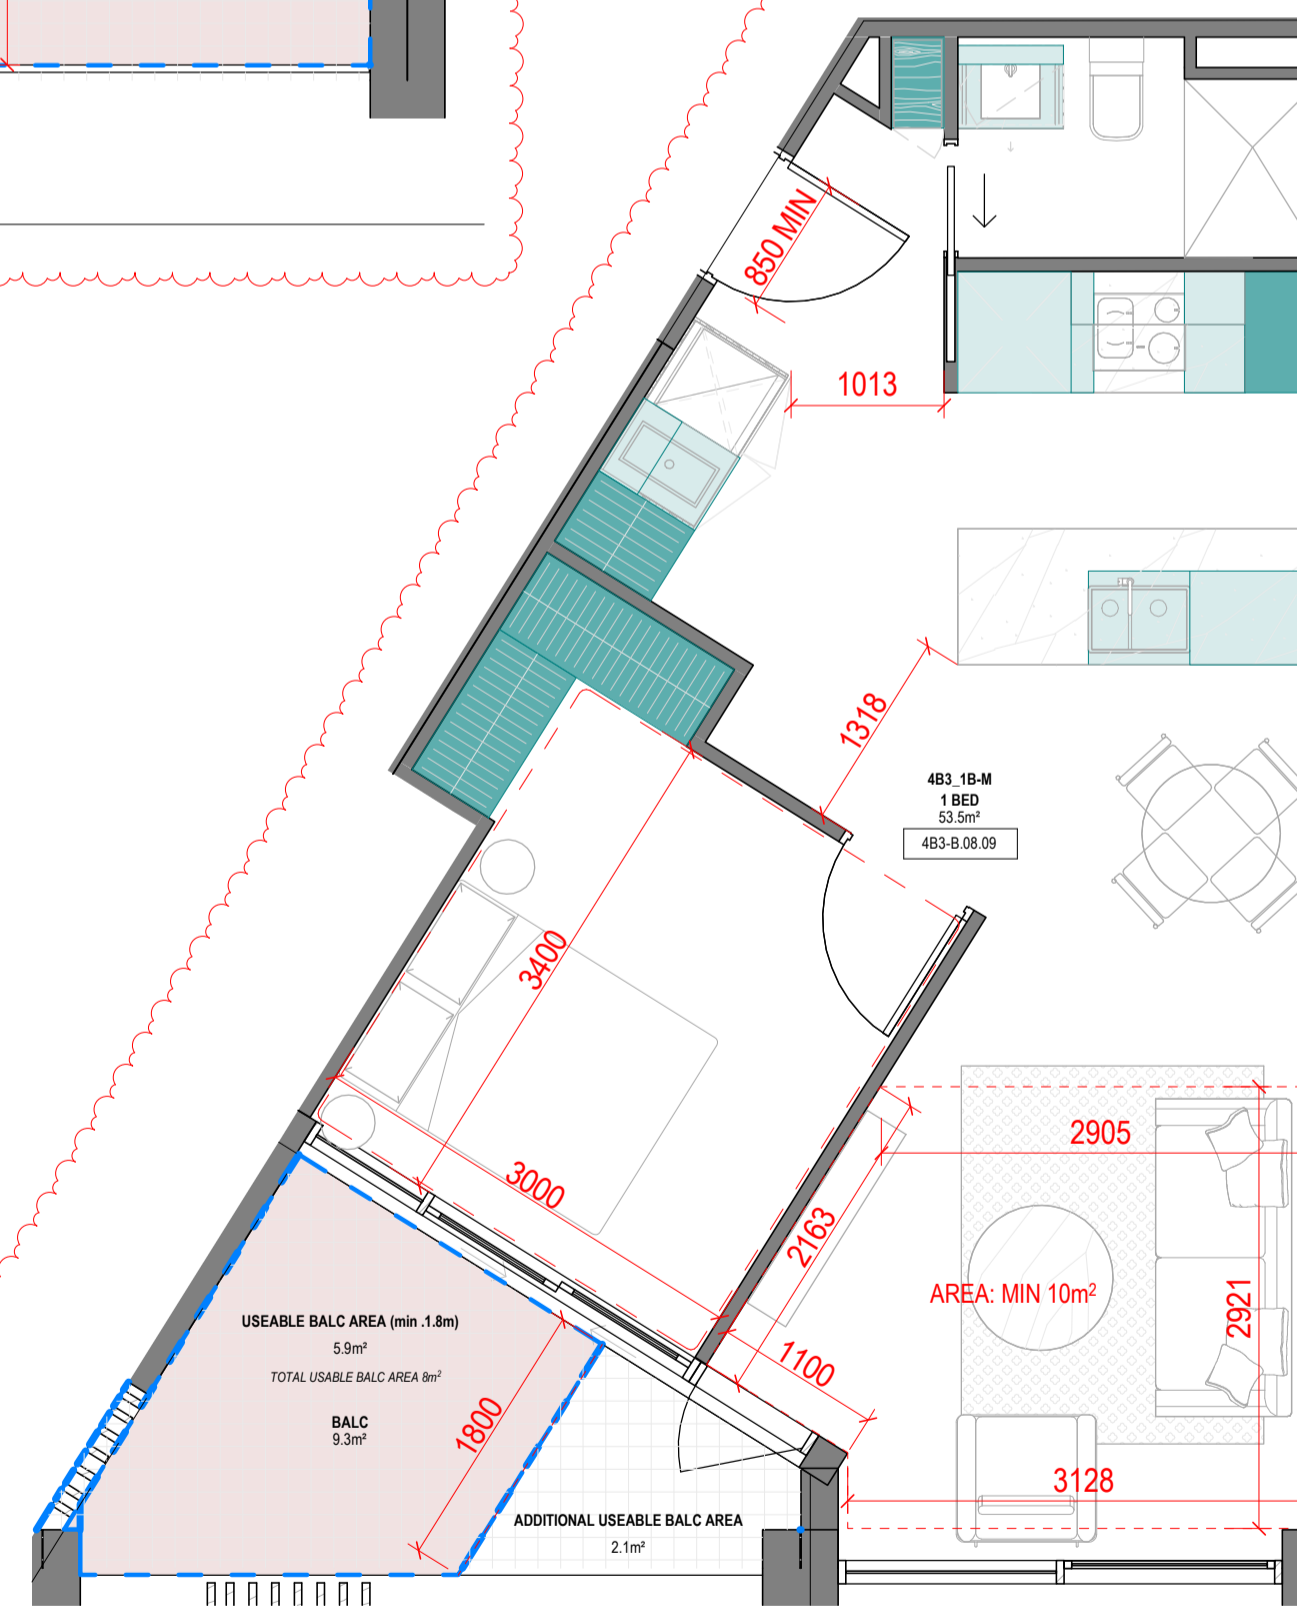 850 MIN
1013
1318
4B3_1B-M
1 BED
53.5m²
4B3-B.08.09
3400
3000
2905
2163
AREA: MIN 10m²
2921
1100
USEABLE BALC AREA (min .1.8m)
5.9m²
TOTAL USABLE BALC AREA 8m²
BALC
9.3m²
1800
3128
ADDITIONAL USEABLE BALC AREA
2.1m²